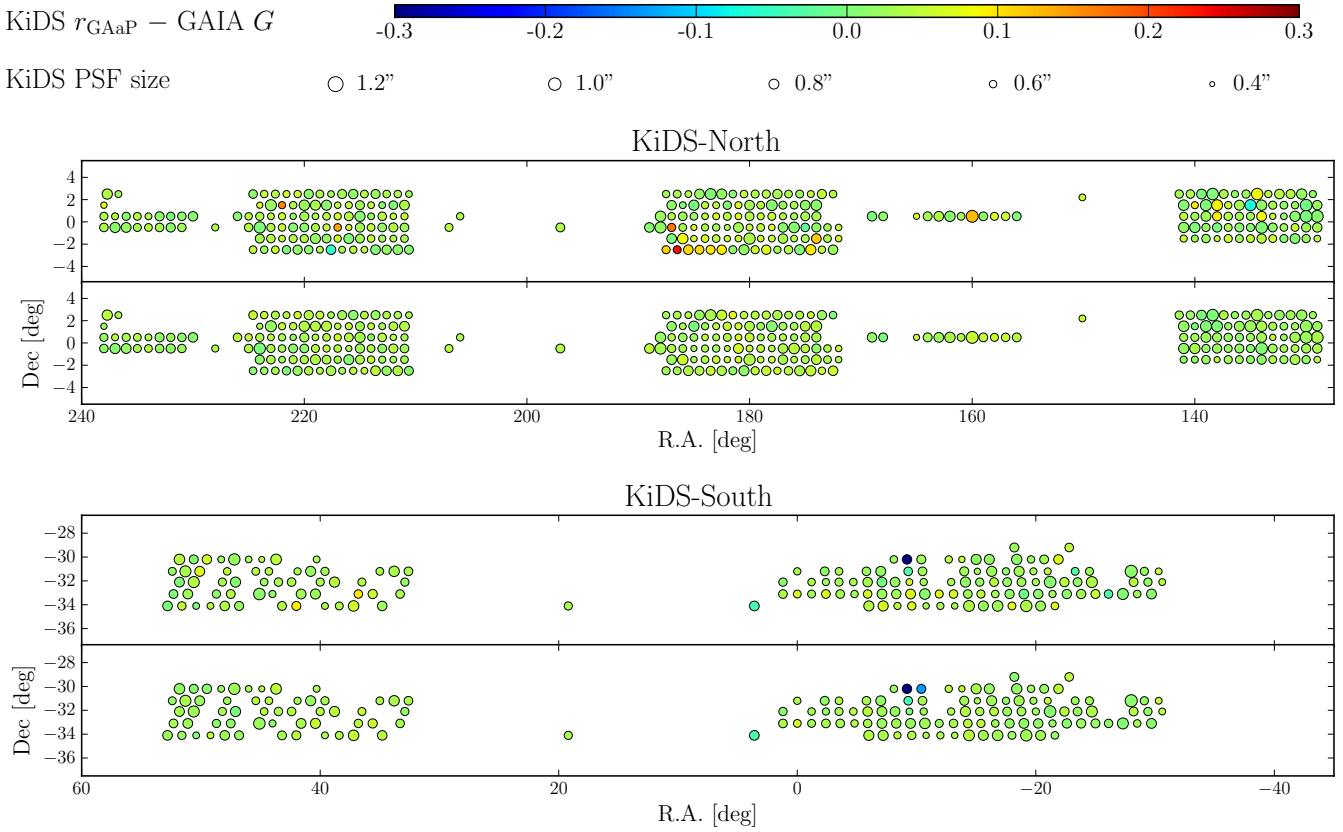 KiDS r_GAaP − GAIA G
-0.3 -0.2 -0.1 0.0 0.1 0.2 0.3
KiDS PSF size
1.2” 1.0” 0.8” 0.6” 0.4”
KiDS-North
4
2
0
−2
−4
4
2
0
−2
−4
Dec [deg]
240 220 200 180 160 140
R.A. [deg]
KiDS-South
−28
−30
−32
−34
−36
−28
−30
−32
−34
−36
Dec [deg]
60 40 20 0 −20 −40
R.A. [deg]